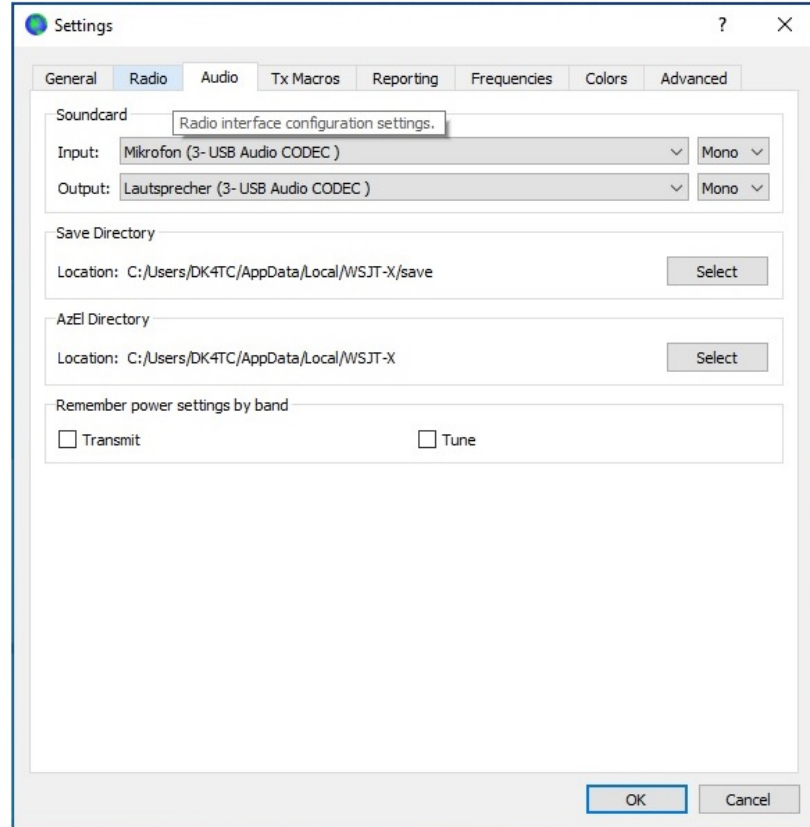 Settings
General Radio Audio Tx Macros Reporting Frequencies Colors Advanced
Soundcard
Radio interface configuration settings.
Input: Mikrofon (3- USB Audio CODEC ) Mono
Output: Lautsprecher (3- USB Audio CODEC ) Mono
Save Directory
Location: C:/Users/DK4TC/AppData/Local/WSJT-X/save Select
AzEl Directory
Location: C:/Users/DK4TC/AppData/Local/WSJT-X Select
Remember power settings by band
Transmit Tune
OK Cancel